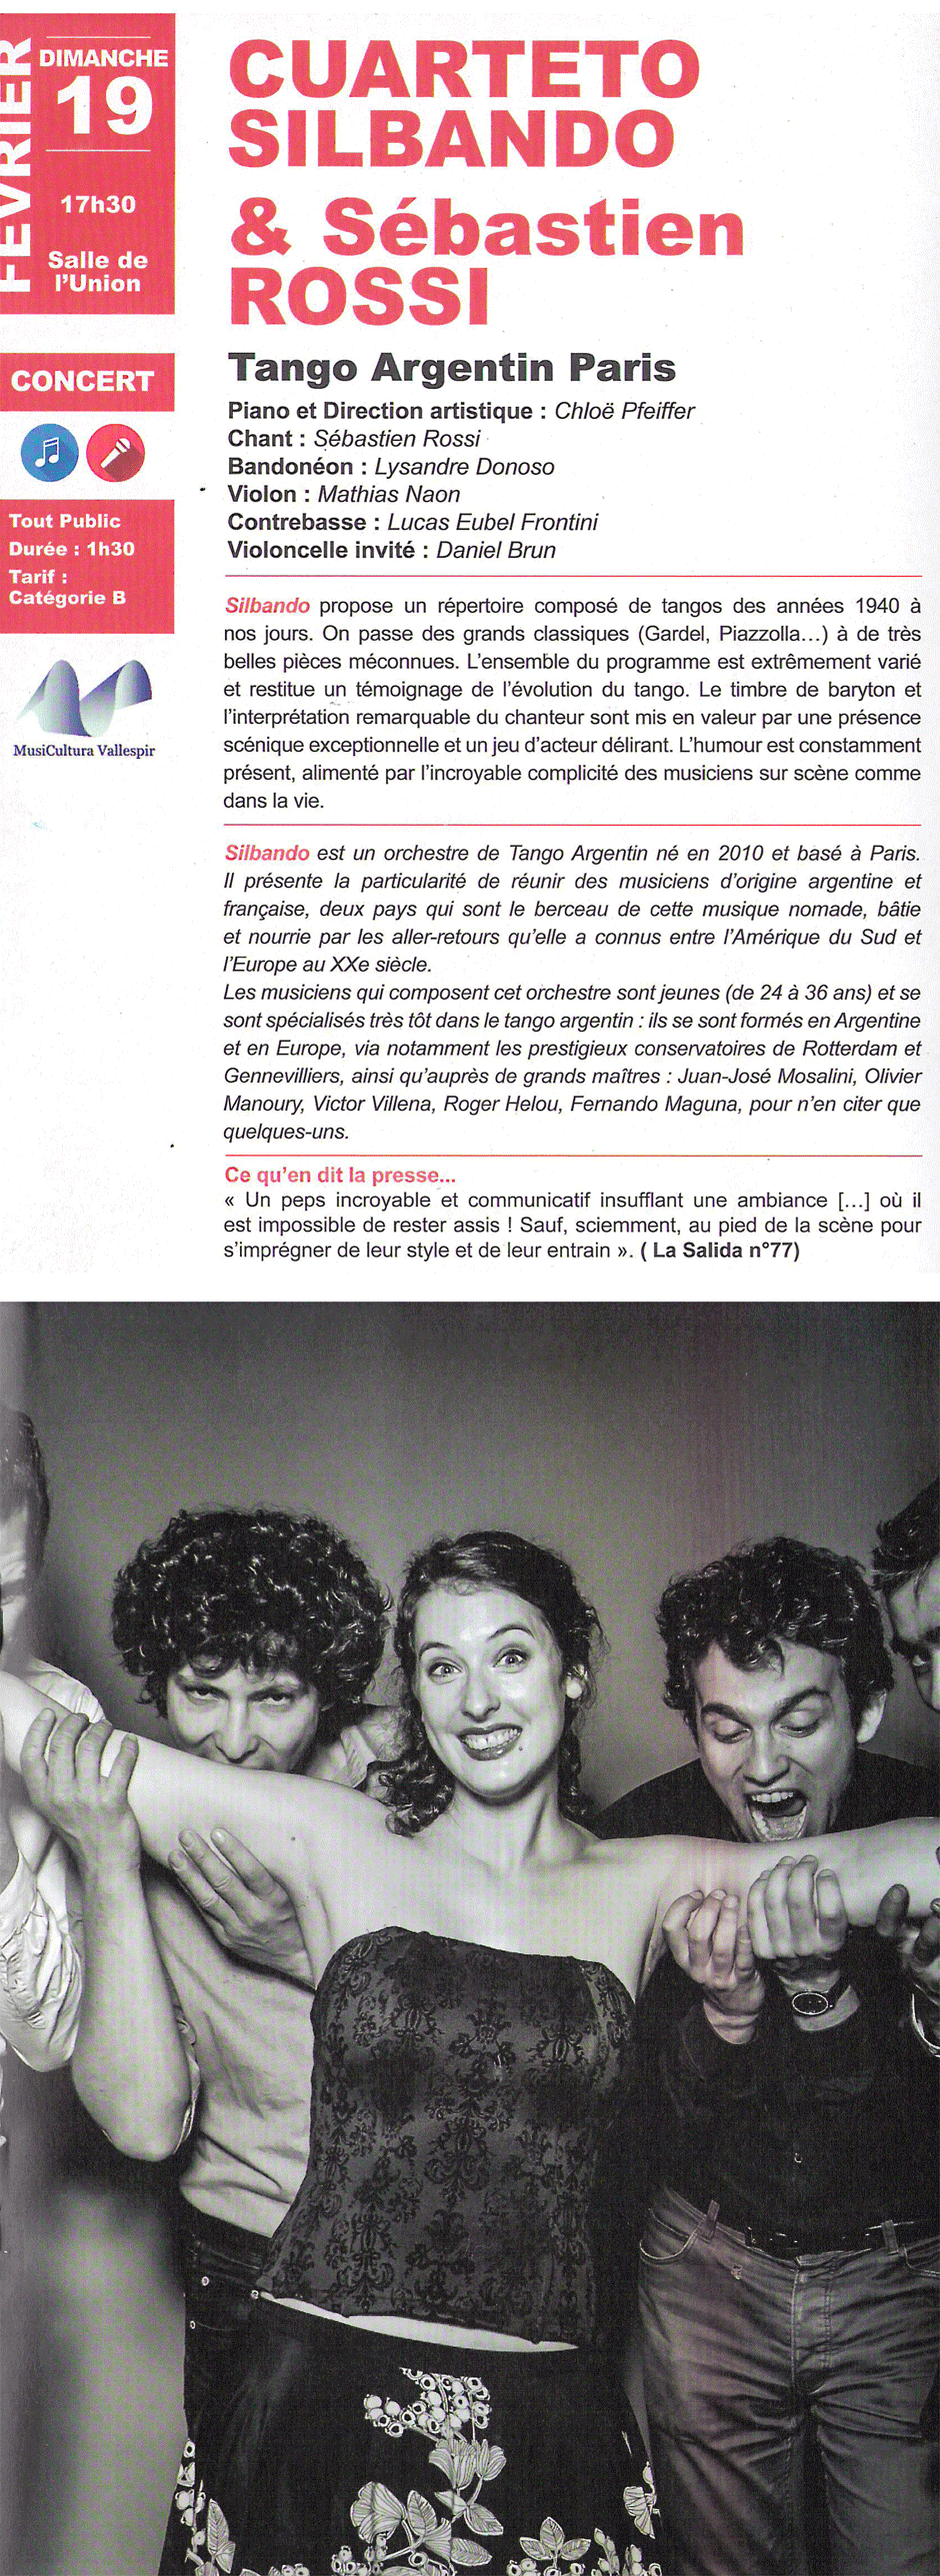 FÉVRIER
DIMANCHE
19
17h30
Salle de
l'Union
CONCERT
Tout Public
Durée : 1h30
Tarif :
Catégorie B
MusiCultura Vallespir
CUARTETO
SILBANDO
& Sébastien
ROSSI
Tango Argentin Paris
Piano et Direction artistique : Chloë Pfeiffer
Chant : Sébastien Rossi
Bandonéon : Lysandre Donoso
Violon : Mathias Naon
Contrebasse : Lucas Eubel Frontini
Violoncelle invité : Daniel Brun
Silbando propose un répertoire composé de tangos des années 1940 à
nos jours. On passe des grands classiques (Gardel, Piazzolla…) à de très
belles pièces méconnues. L'ensemble du programme est extrêmement varié
et restitue un témoignage de l'évolution du tango. Le timbre de baryton et
l'interprétation remarquable du chanteur sont mis en valeur par une présence
scénique exceptionnelle et un jeu d'acteur délirant. L'humour est constamment
présent, alimenté par l'incroyable complicité des musiciens sur scène comme
dans la vie.
Silbando est un orchestre de Tango Argentin né en 2010 et basé à Paris.
Il présente la particularité de réunir des musiciens d'origine argentine et
française, deux pays qui sont le berceau de cette musique nomade, bâtie
et nourrie par les aller-retours qu'elle a connus entre l'Amérique du Sud et
l'Europe au XXe siècle.
Les musiciens qui composent cet orchestre sont jeunes (de 24 à 36 ans) et se
sont spécialisés très tôt dans le tango argentin : ils se sont formés en Argentine
et en Europe, via notamment les prestigieux conservatoires de Rotterdam et
Gennevilliers, ainsi qu'auprès de grands maîtres : Juan-José Mosalini, Olivier
Manoury, Victor Villena, Roger Helou, Fernando Maguna, pour n'en citer que
quelques-uns.
Ce qu'en dit la presse...
« Un peps incroyable et communicatif insufflant une ambiance […] où il
est impossible de rester assis ! Sauf, sciemment, au pied de la scène pour
s'imprégner de leur style et de leur entrain ». ( La Salida n°77)